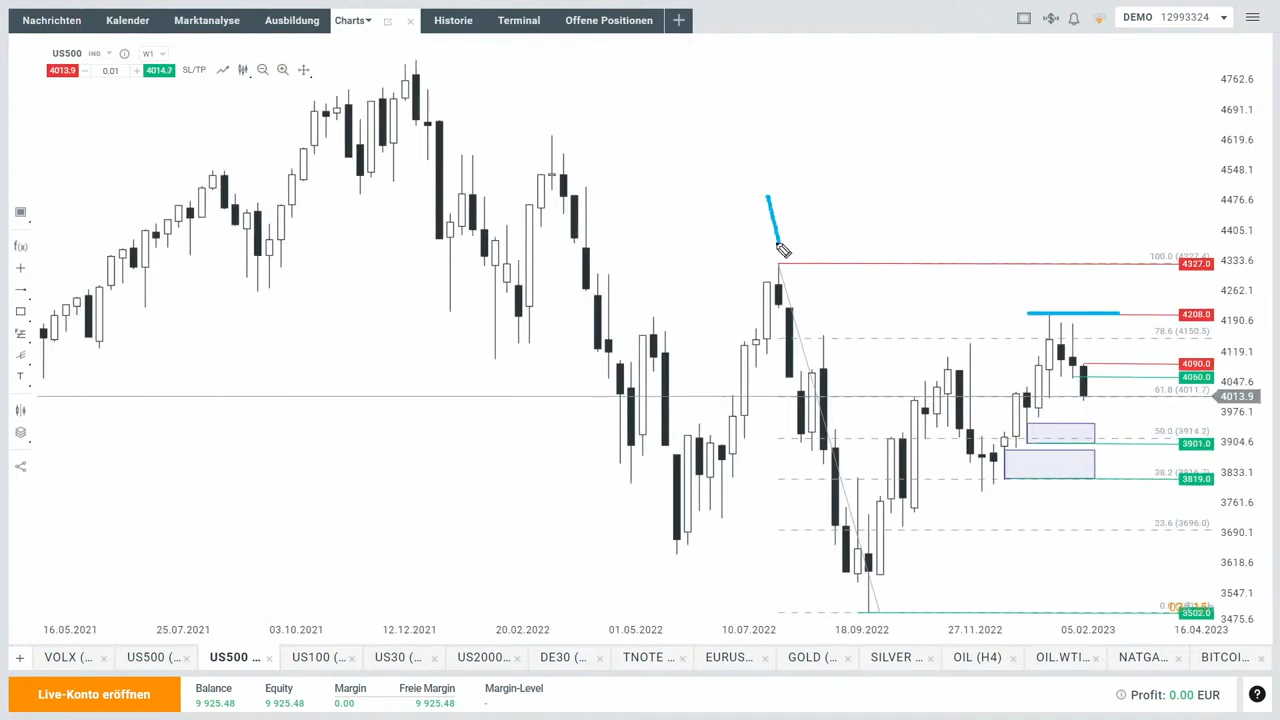 Nachrichten Kalender Marktanalyse Ausbildung Charts Historie Terminal Offene Positionen
DEMO 12993324
US500 IND W1
4013.9 0.01 4014.7 SL/TP
4762.6
4691.1
4619.6
4548.1
4476.6
4405.1
100.0 (4327.4)
4333.6
4327.0
4262.1
4208.0
4190.6
78.6 (4150.5)
4119.1
4090.0
4060.0
4047.6
61.8 (4011.7)
4013.9
3976.1
50.0 (3914.2)
3904.6
3901.0
38.2
3833.1
3819.0
3761.6
23.6 (3696.0)
3690.1
3618.6
3547.1
3502.0
3475.6
f(x)
T
16.05.2021 25.07.2021 03.10.2021 12.12.2021 20.02.2022 01.05.2022 10.07.2022 18.09.2022 27.11.2022 05.02.2023 16.04.2023
VOLX (... US500 (... US500 ... US100 (... US30 (... US2000... DE30 (... TNOTE ... EURUS... GOLD (... SILVER ... OIL (H4) OIL.WTI... NATGA... BITCOI...
Live-Konto eröffnen
Balance Equity Margin Freie Margin Margin-Level
9 925.48 9 925.48 0.00 9 925.48 -
Profit: 0.00 EUR